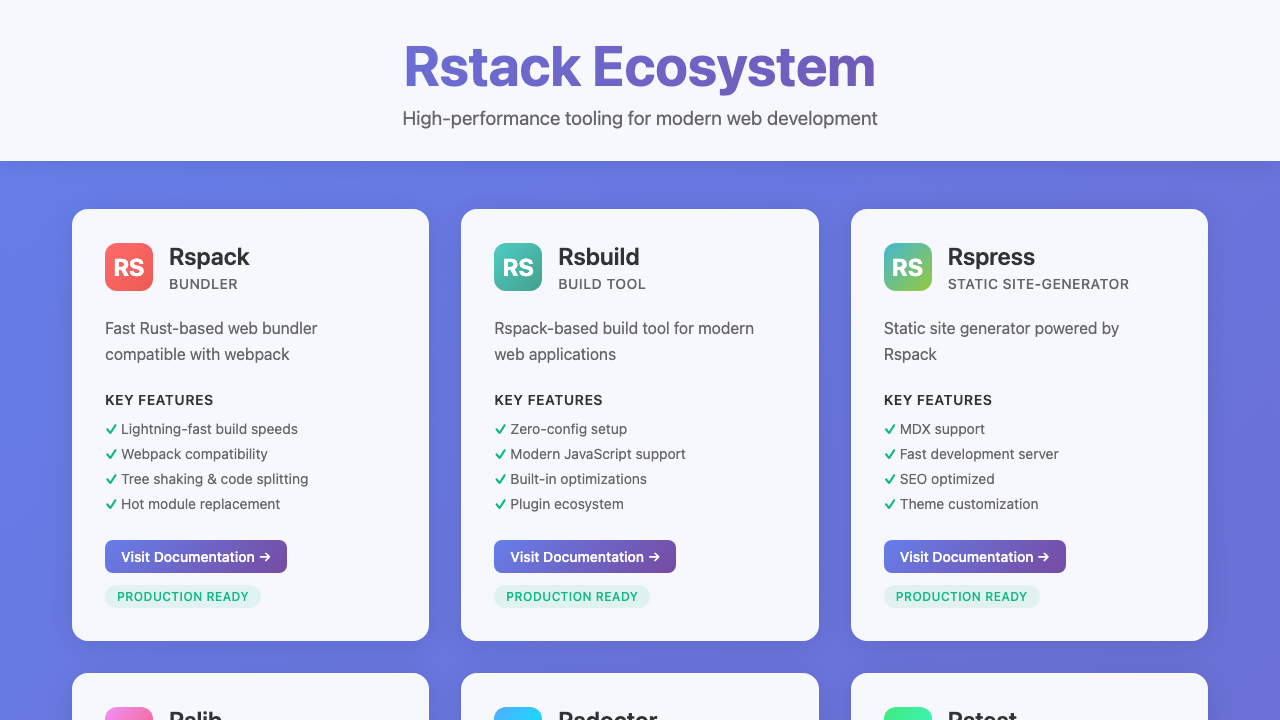 Rstack Ecosystem
High-performance tooling for modern web development
RS
Rspack
BUNDLER
Fast Rust-based web bundler
compatible with webpack
KEY FEATURES
✓ Lightning-fast build speeds
✓ Webpack compatibility
✓ Tree shaking & code splitting
✓ Hot module replacement
Visit Documentation →
PRODUCTION READY
RS
Rsbuild
BUILD TOOL
Rspack-based build tool for modern
web applications
KEY FEATURES
✓ Zero-config setup
✓ Modern JavaScript support
✓ Built-in optimizations
✓ Plugin ecosystem
Visit Documentation →
PRODUCTION READY
RS
Rspress
STATIC SITE-GENERATOR
Static site generator powered by
Rspack
KEY FEATURES
✓ MDX support
✓ Fast development server
✓ SEO optimized
✓ Theme customization
Visit Documentation →
PRODUCTION READY
Rslib
Rsdoctor
Rstest